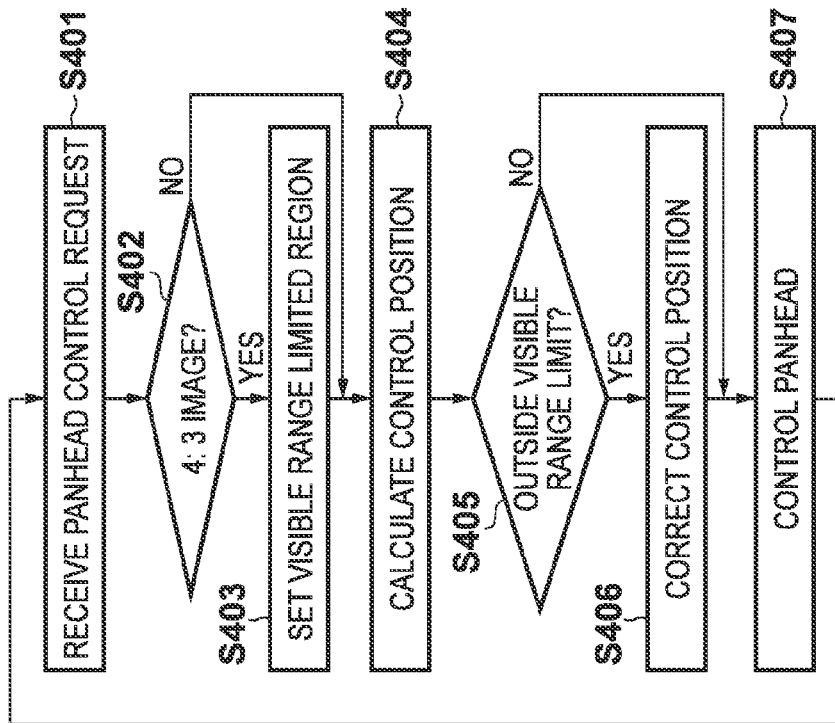 RECEIVE PANHEAD CONTROL REQUEST
S401
4: 3 IMAGE?
S402
NO
YES
SET VISIBLE RANGE LIMITED REGION
S403
CALCULATE CONTROL POSITION
S404
OUTSIDE VISIBLE
RANGE LIMIT?
S405
NO
YES
CORRECT CONTROL POSITION
S406
CONTROL PANHEAD
S407